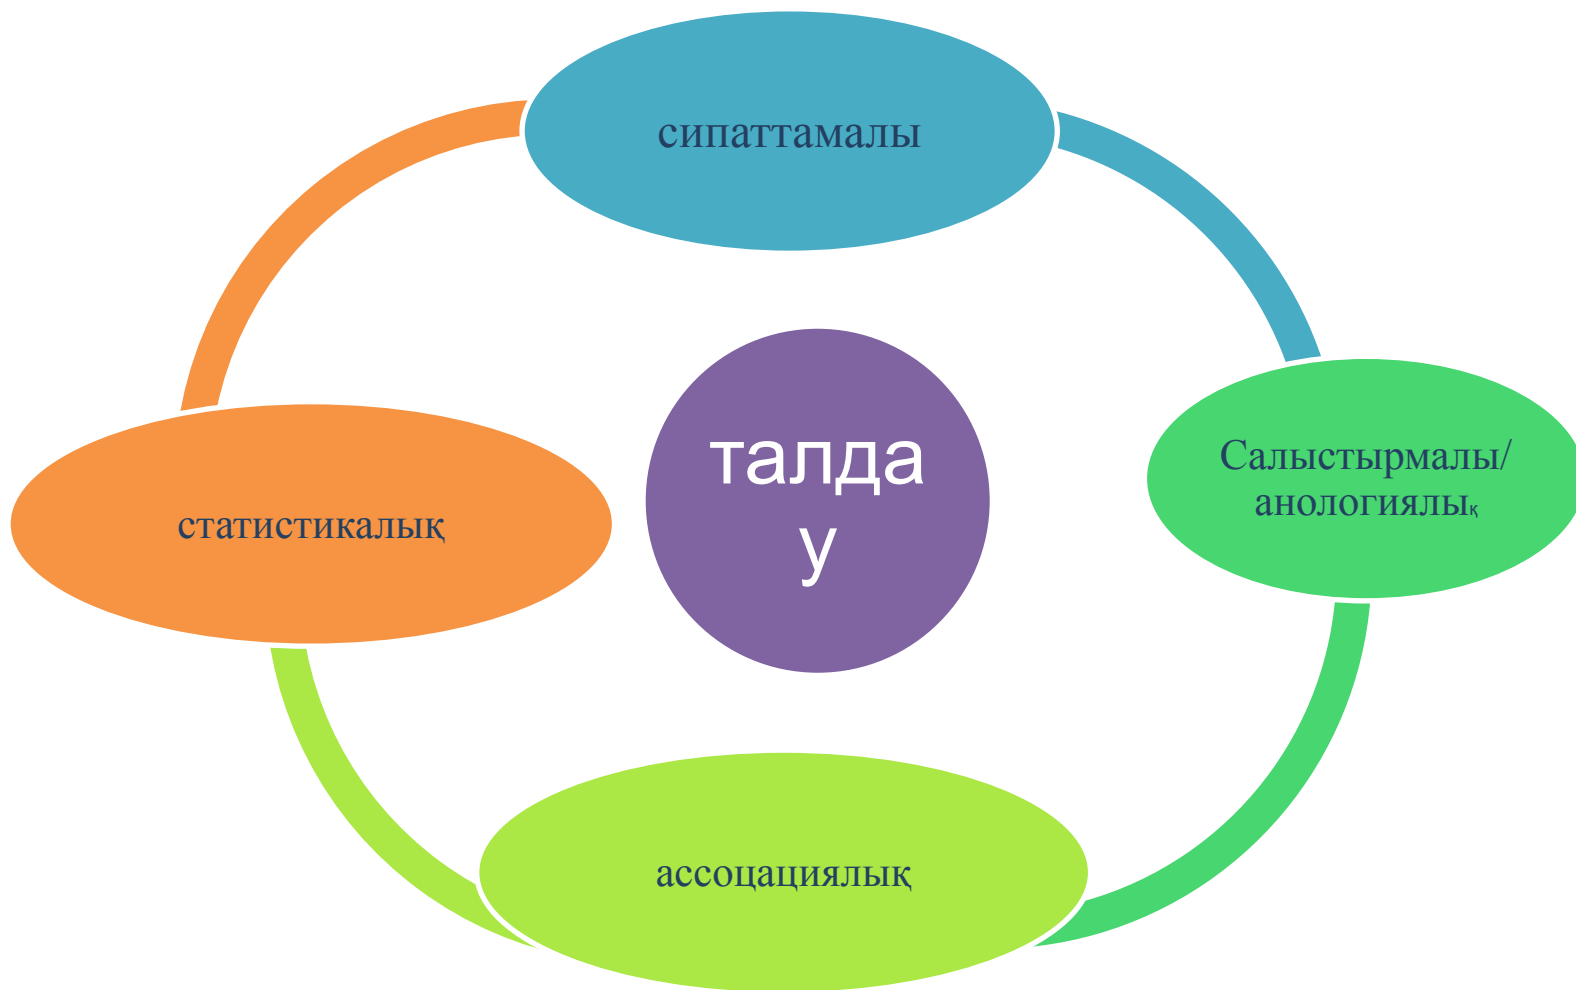 сипаттамалы
талда
у
Салыстырмалы/
анологиялық
статистикалық
ассоцациялық